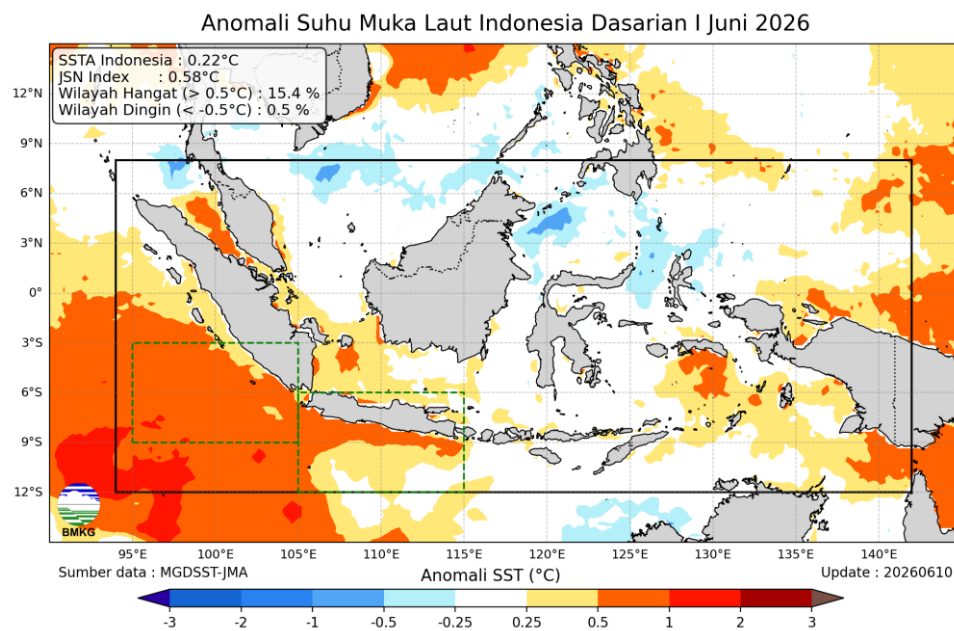 Anomali Suhu Muka Laut Indonesia Dasarian I Juni 2026
SSTA Indonesia : 0.22°C
JSN Index : 0.58°C
Wilayah Hangat (> 0.5°C) : 15.4 %
Wilayah Dingin (< -0.5°C) : 0.5 %
12°N
9°N
6°N
3°N
0°
3°S
6°S
9°S
12°S
BMKG
95°E 100°E 105°E 110°E 115°E 120°E 125°E 130°E 135°E 140°E
Sumber data : MGDSST-JMA Anomali SST (°C) Update : 20260610
-3 -2 -1 -0.5 -0.25 0.25 0.5 1 2 3